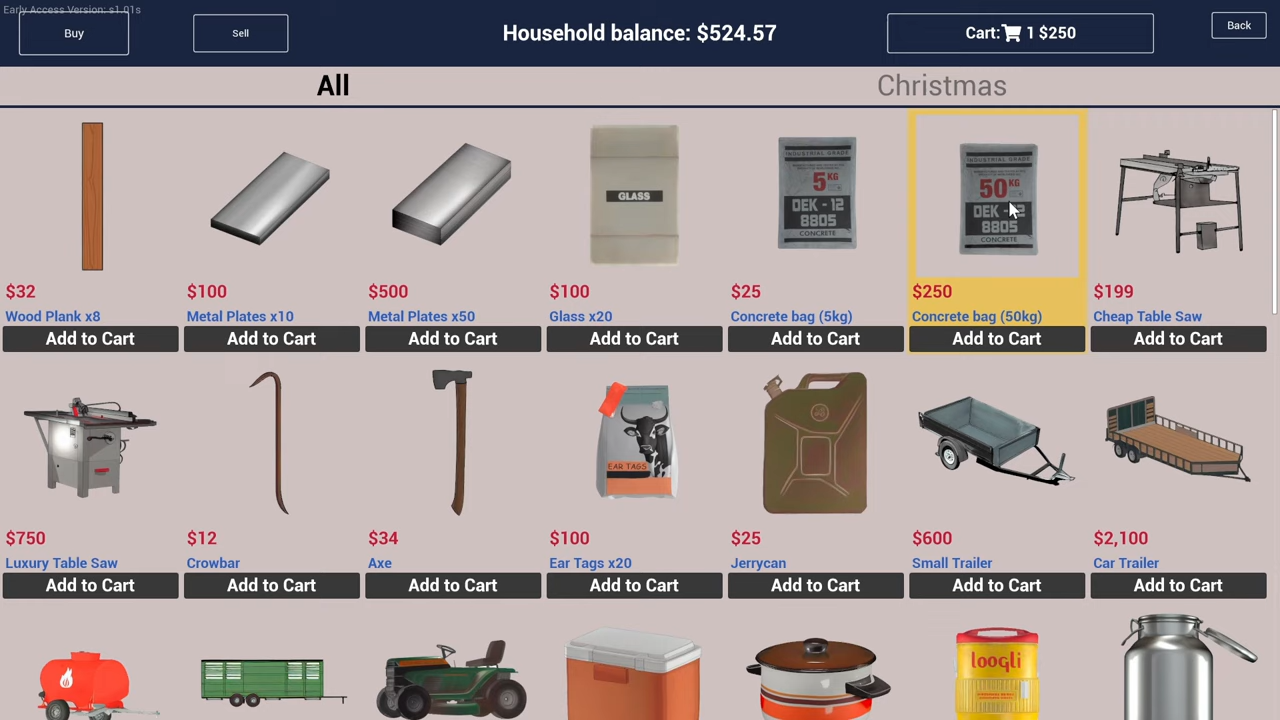 Early Access Version: s1.01s
Buy
Sell
Household balance: $524.57
Cart: 1 $250
Back
All
Christmas
GLASS
INDUSTRIAL GRADE
5 KG
DEK - 12
8805
CONCRETE
INDUSTRIAL GRADE
50 KG
DEK - 12
8805
CONCRETE
$32
$100
$500
$100
$25
$250
$199
Wood Plank x8
Metal Plates x10
Metal Plates x50
Glass x20
Concrete bag (5kg)
Concrete bag (50kg)
Cheap Table Saw
Add to Cart
Add to Cart
Add to Cart
Add to Cart
Add to Cart
Add to Cart
Add to Cart
EAR TAGS
$750
$12
$34
$100
$25
$600
$2,100
Luxury Table Saw
Crowbar
Axe
Ear Tags x20
Jerrycan
Small Trailer
Car Trailer
Add to Cart
Add to Cart
Add to Cart
Add to Cart
Add to Cart
Add to Cart
Add to Cart
looqli